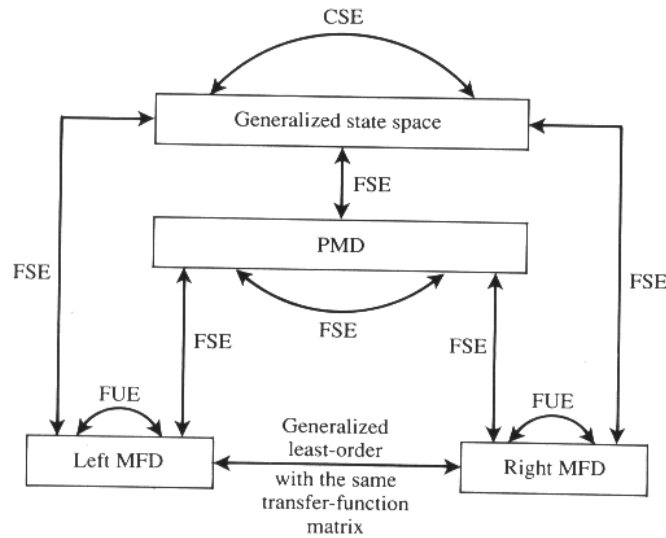 CSE
Generalized state space
FSE
PMD
FSE
FSE
FSE
FSE
FSE
FUE
FUE
Generalized
least-order
Left MFD
Right MFD
with the same
transfer-function
matrix